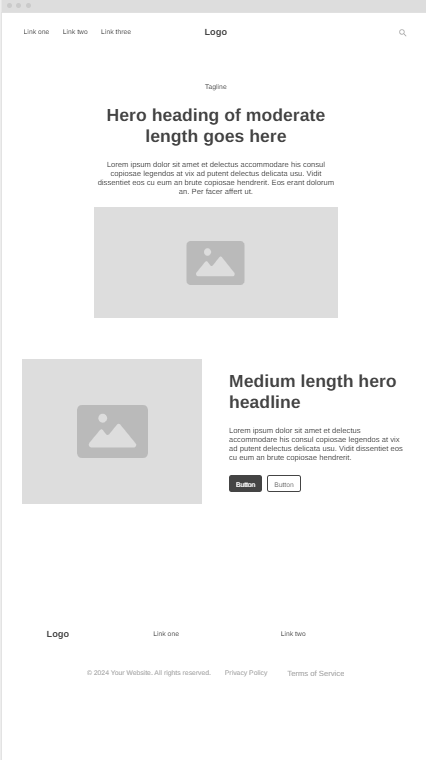 Link one Link two Link three Logo
Tagline
Hero heading of moderate
length goes here
Lorem ipsum dolor sit amet et delectus accommodare his consul
copiosae legendos at vix ad putent delectus delicata usu. Vidit
dissentiet eos cu eum an brute copiosae hendrerit. Eos erant dolorum
an. Per facer affert ut.
Medium length hero
headline
Lorem ipsum dolor sit amet et delectus
accommodare his consul copiosae legendos at vix
ad putent delectus delicata usu. Vidit dissentiet eos
cu eum an brute copiosae hendrerit.
Button Button
Logo Link one Link two
© 2024 Your Website. All rights reserved. Privacy Policy Terms of Service